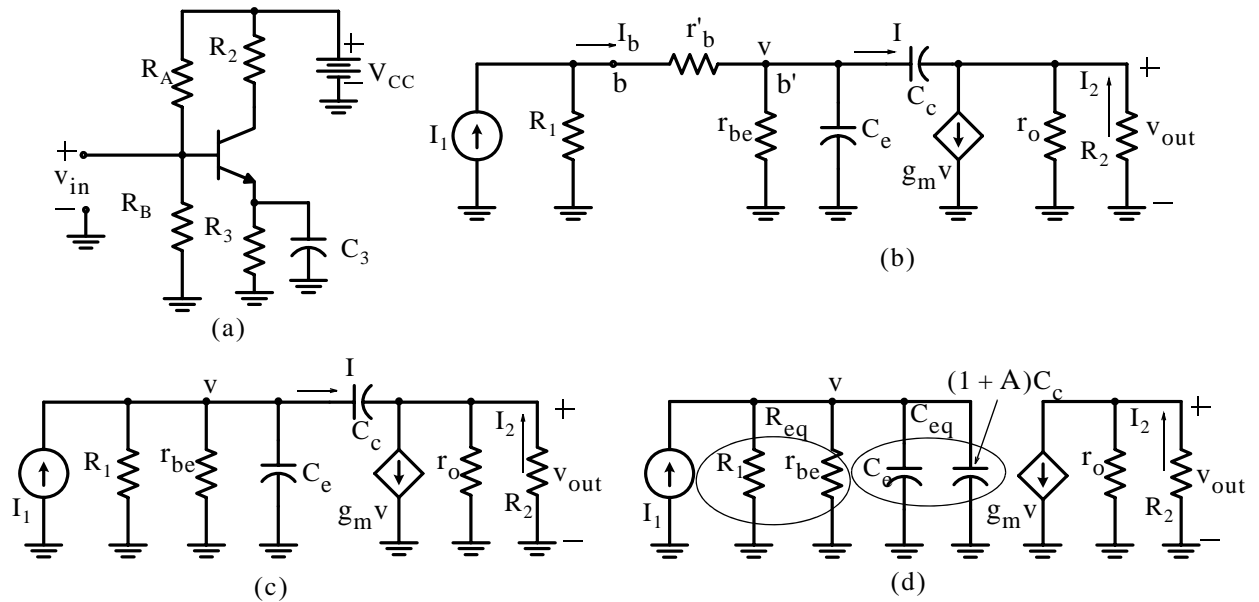 R_A
R_2
+
V_CC
−
+
v_in
−
R_B
R_3
C_3
(a)
I_b
r'_b
v
I
b
b'
C_c
I_1
R_1
r_be
C_e
g_m v
r_o
I_2
R_2
+
v_out
−
(b)
v
I
C_c
I_1
R_1
r_be
C_e
g_m v
r_o
I_2
R_2
+
v_out
−
(c)
v
(1 + A)C_c
R_eq
C_eq
I_1
R_1
r_be
C_e
g_m v
r_o
I_2
R_2
+
v_out
−
(d)